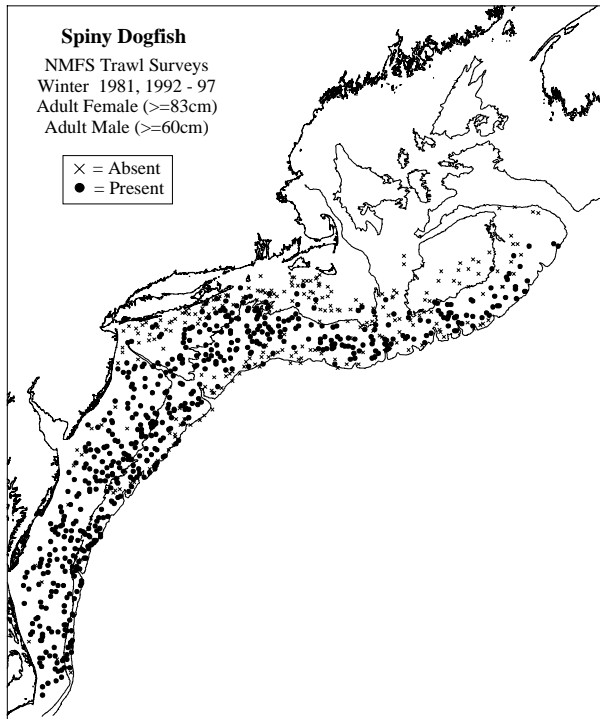 Spiny Dogfish
NMFS Trawl Surveys
Winter 1981, 1992 - 97
Adult Female (>=83cm)
Adult Male (>=60cm)
× = Absent
● = Present